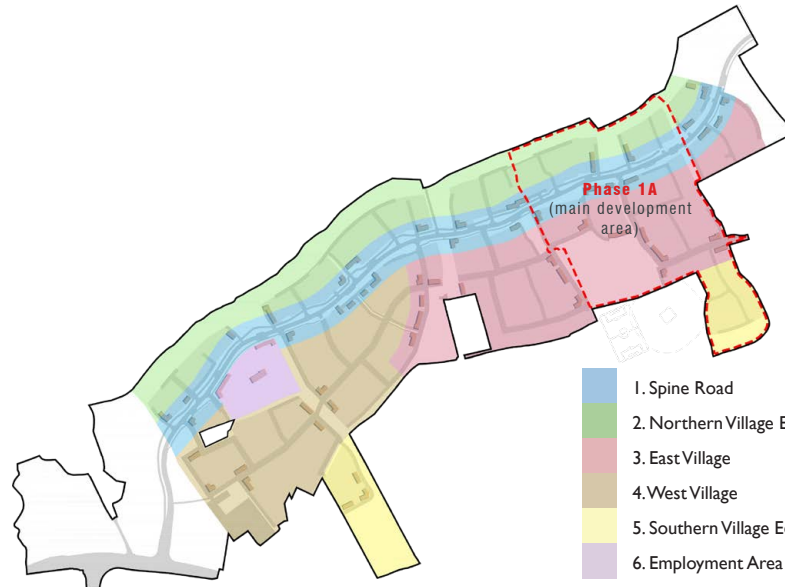 Phase 1A
(main development
area)
1. Spine Road
2. Northern Village E
3. East Village
4. West Village
5. Southern Village E
6. Employment Area